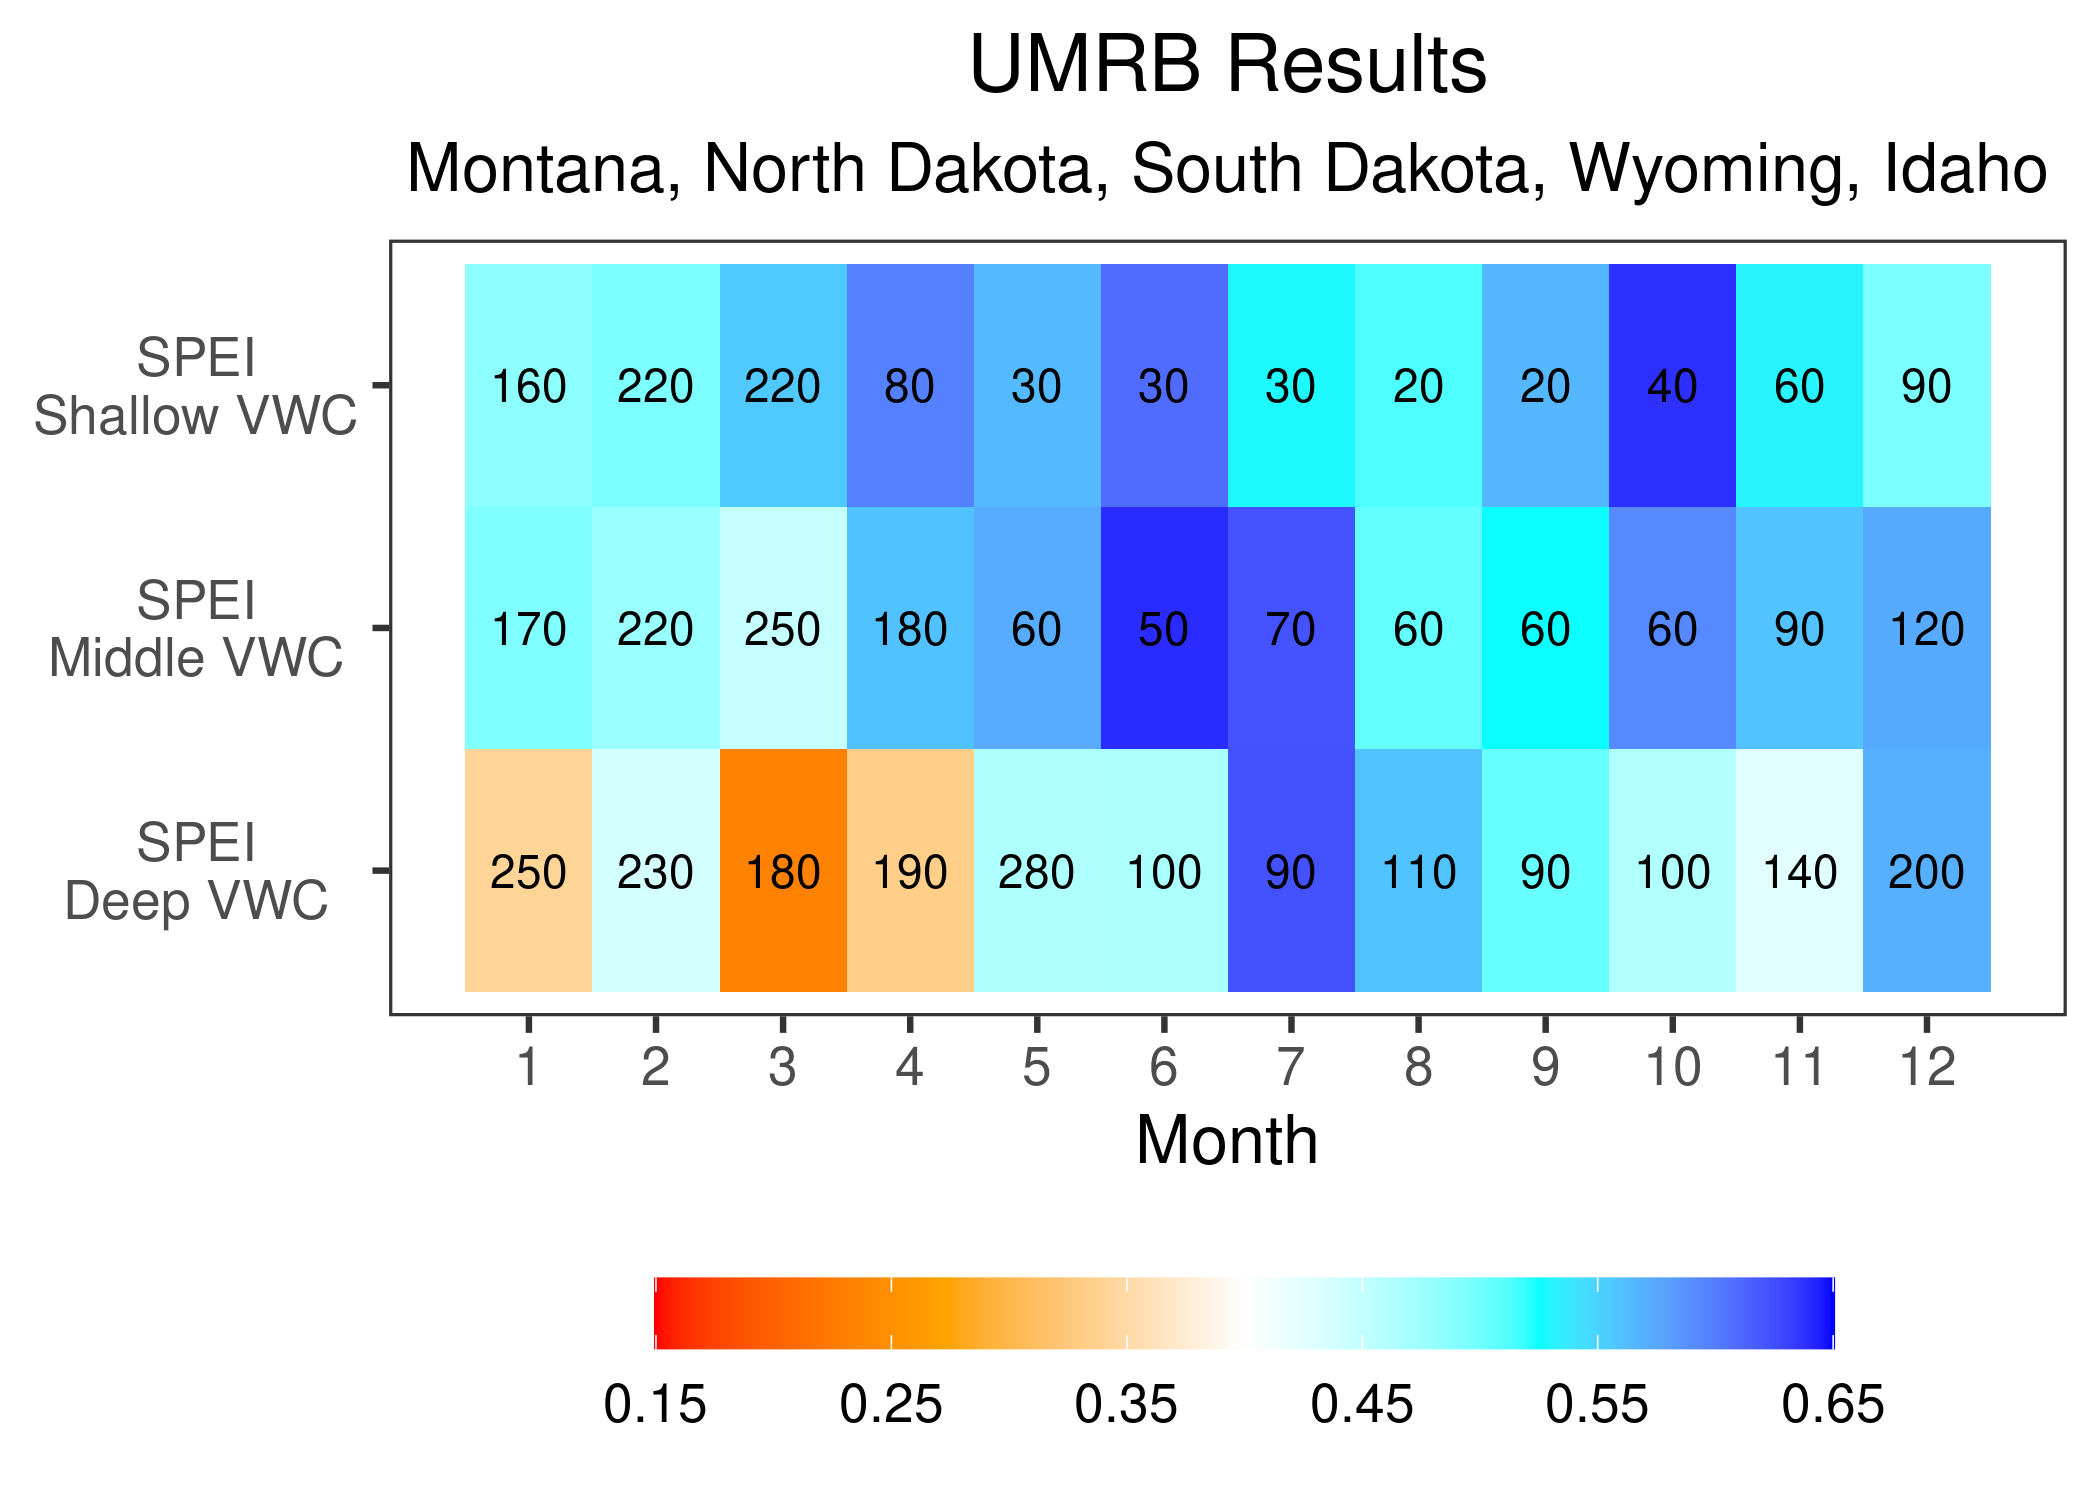 UMRB Results
Montana, North Dakota, South Dakota, Wyoming, Idaho
SPEI
Shallow VWC
160 220 220 80 30 30 30 20 20 40 60 90
SPEI
Middle VWC
170 220 250 180 60 50 70 60 60 60 90 120
SPEI
Deep VWC
250 230 180 190 280 100 90 110 90 100 140 200
1 2 3 4 5 6 7 8 9 10 11 12
Month
0.15 0.25 0.35 0.45 0.55 0.65